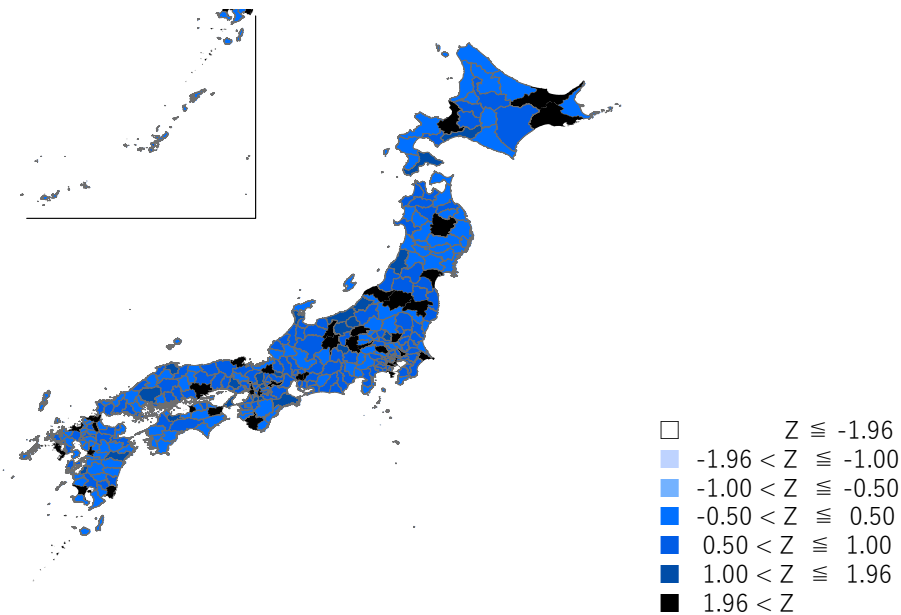 Z ≦ -1.96
-1.96 < Z ≦ -1.00
-1.00 < Z ≦ -0.50
-0.50 < Z ≦ 0.50
0.50 < Z ≦ 1.00
1.00 < Z ≦ 1.96
1.96 < Z